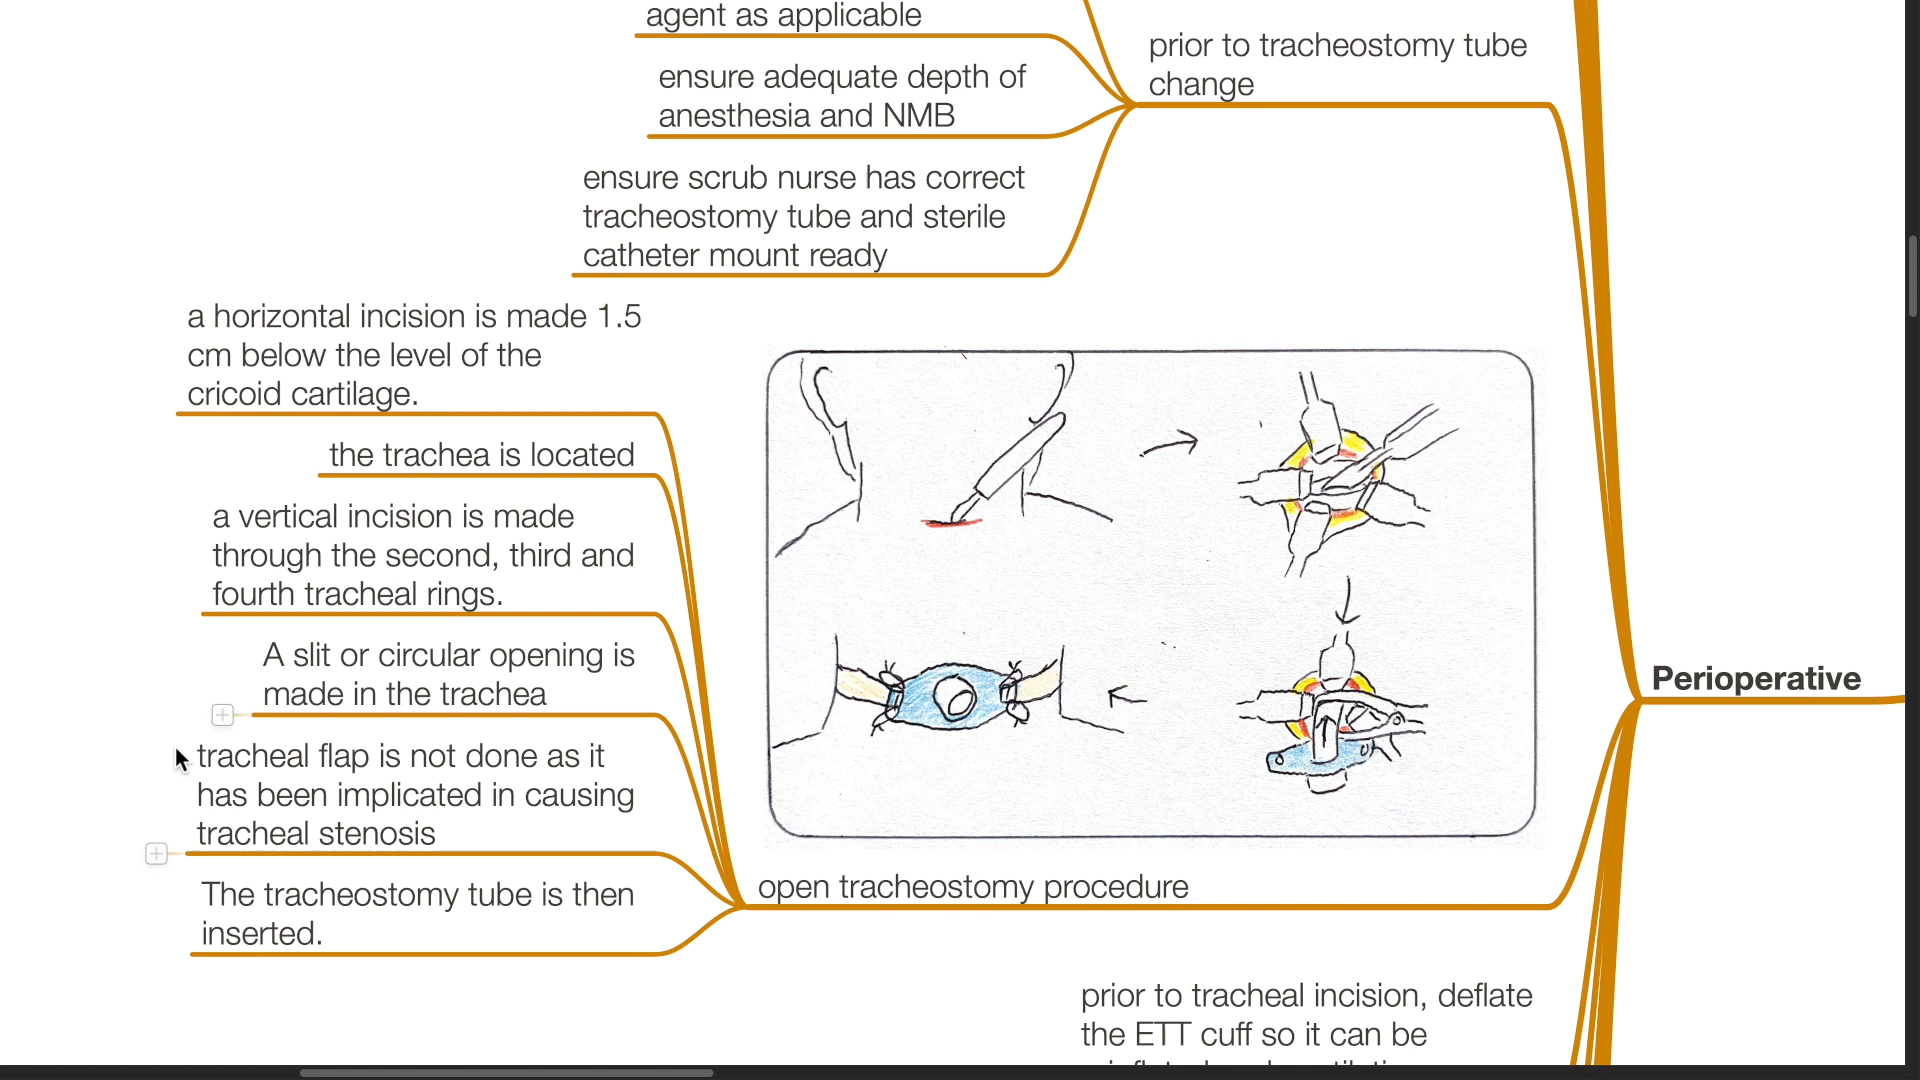 agent as applicable
ensure adequate depth of
anesthesia and NMB
ensure scrub nurse has correct
tracheostomy tube and sterile
catheter mount ready
prior to tracheostomy tube
change
a horizontal incision is made 1.5
cm below the level of the
cricoid cartilage.
the trachea is located
a vertical incision is made
through the second, third and
fourth tracheal rings.
A slit or circular opening is
made in the trachea
tracheal flap is not done as it
has been implicated in causing
tracheal stenosis
The tracheostomy tube is then
inserted.
open tracheostomy procedure
Perioperative
prior to tracheal incision, deflate
the ETT cuff so it can be